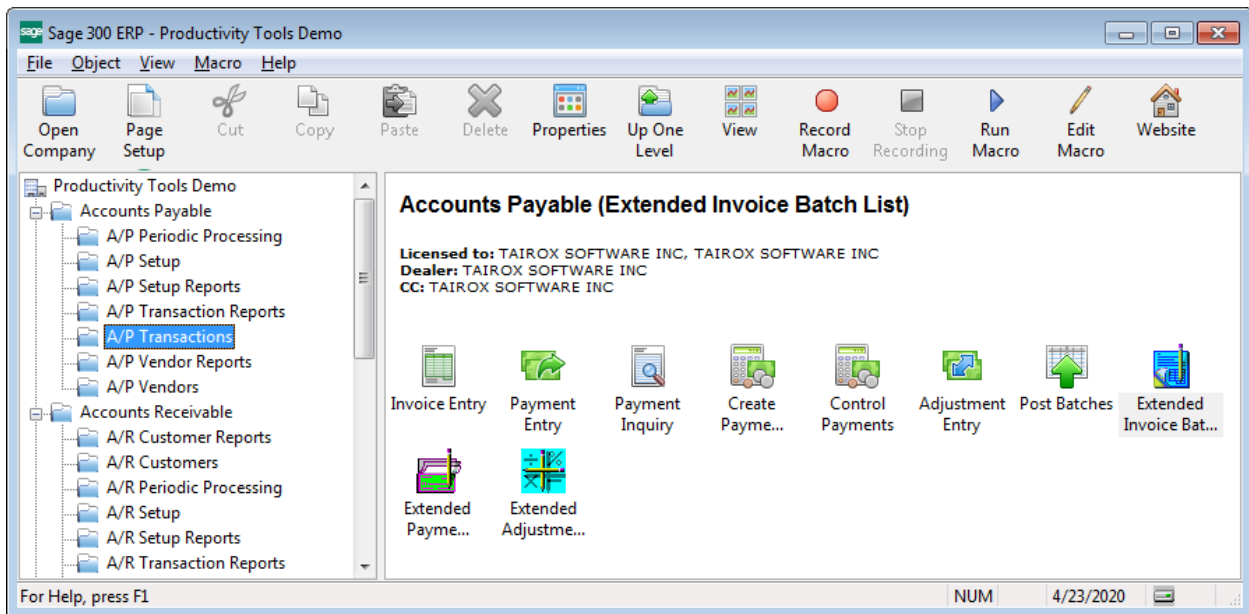 sage Sage 300 ERP - Productivity Tools Demo
File Object View Macro Help
Open Company
Page Setup
Cut
Copy
Paste
Delete
Properties
Up One Level
View
Record Macro
Stop Recording
Run Macro
Edit Macro
Website
Productivity Tools Demo
Accounts Payable
A/P Periodic Processing
A/P Setup
A/P Setup Reports
A/P Transaction Reports
A/P Transactions
A/P Vendor Reports
A/P Vendors
Accounts Receivable
A/R Customer Reports
A/R Customers
A/R Periodic Processing
A/R Setup
A/R Setup Reports
A/R Transaction Reports
Accounts Payable (Extended Invoice Batch List)
Licensed to: TAIROX SOFTWARE INC, TAIROX SOFTWARE INC
Dealer: TAIROX SOFTWARE INC
CC: TAIROX SOFTWARE INC
Invoice Entry
Payment Entry
Payment Inquiry
Create Payme...
Control Payments
Adjustment Entry
Post Batches
Extended Invoice Bat...
Extended Payme...
Extended Adjustme...
For Help, press F1
NUM
4/23/2020